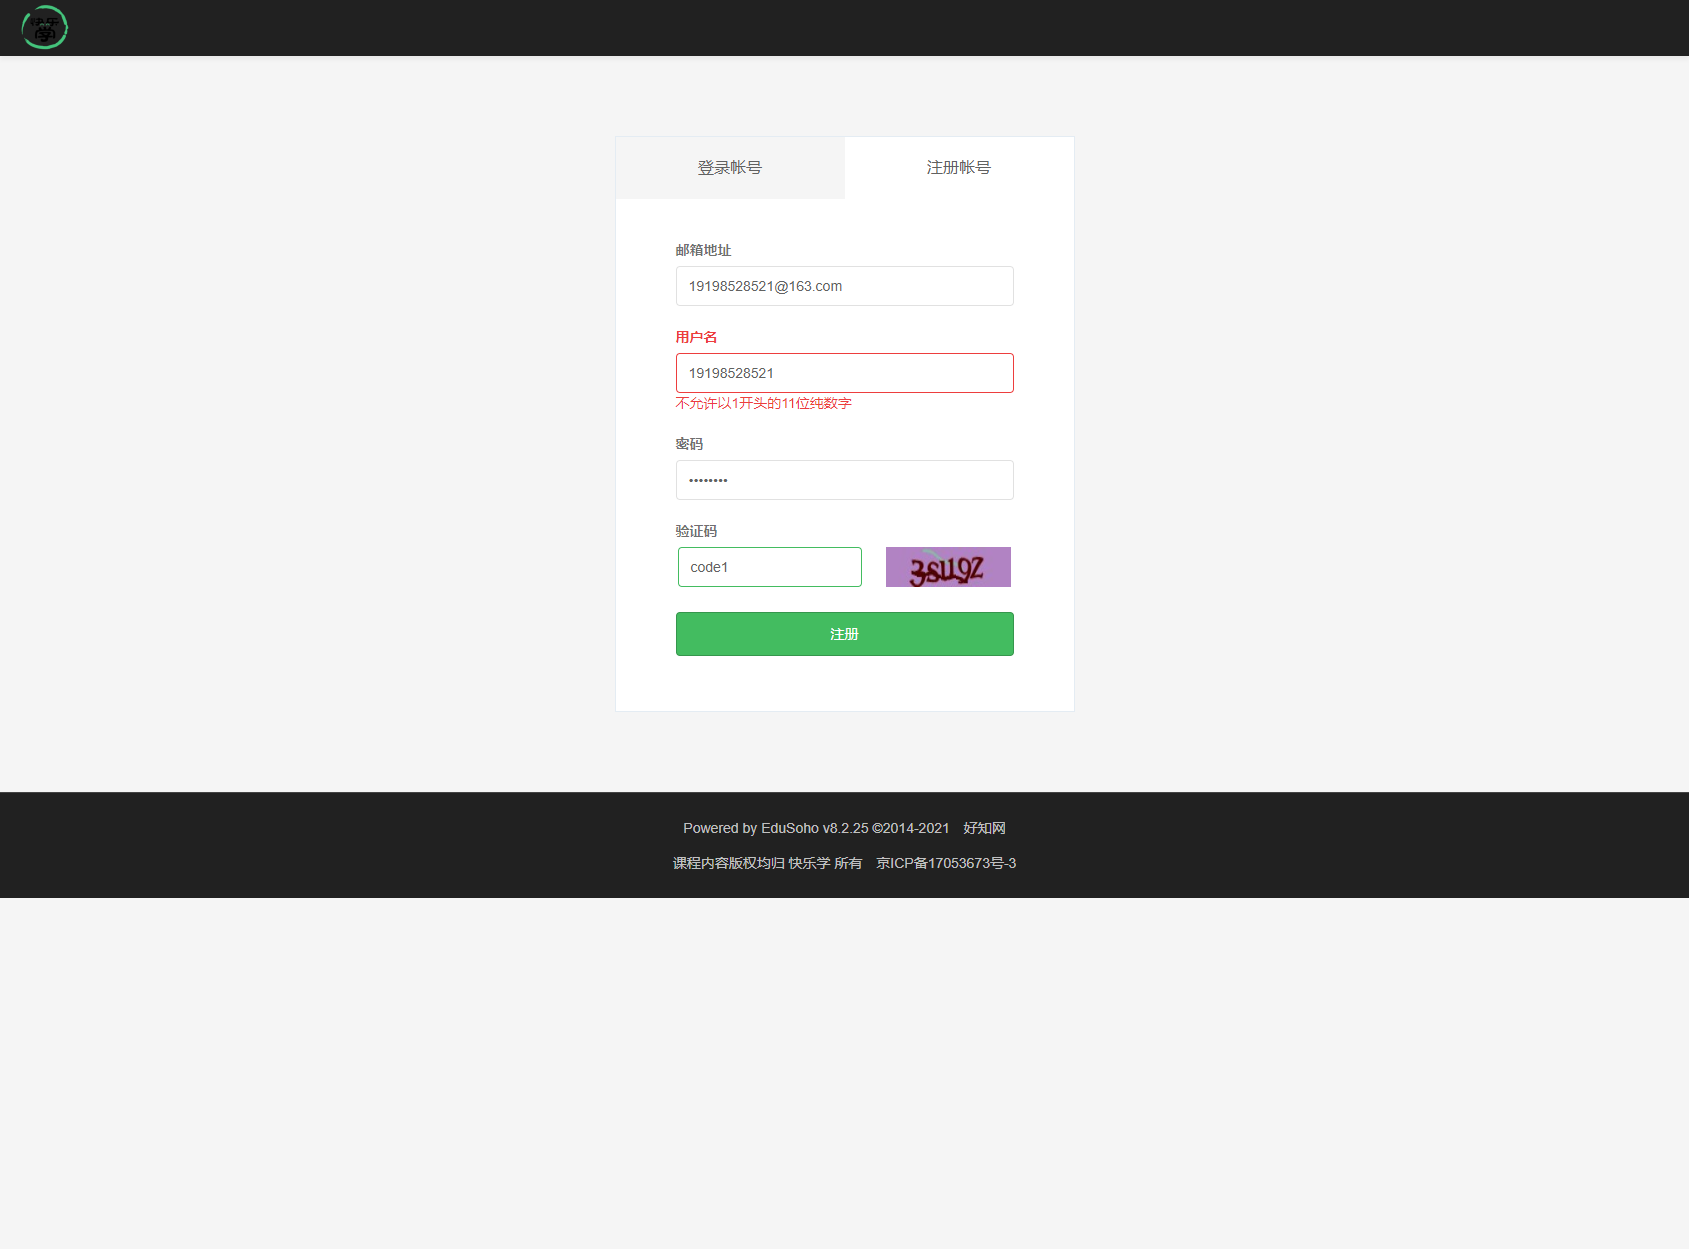 快乐
學
登录帐号
注册帐号
邮箱地址
19198528521@163.com
用户名
19198528521
不允许以1开头的11位纯数字
密码
••••••••
验证码
code1
注册
Powered by EduSoho v8.2.25 ©2014-2021 好知网
课程内容版权均归 快乐学 所有 京ICP备17053673号-3